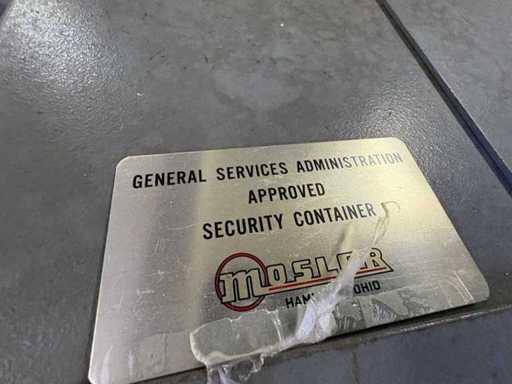 GENERAL SERVICES ADMINISTRATION
APPROVED
SECURITY CONTAINER
MOSLER
OHIO